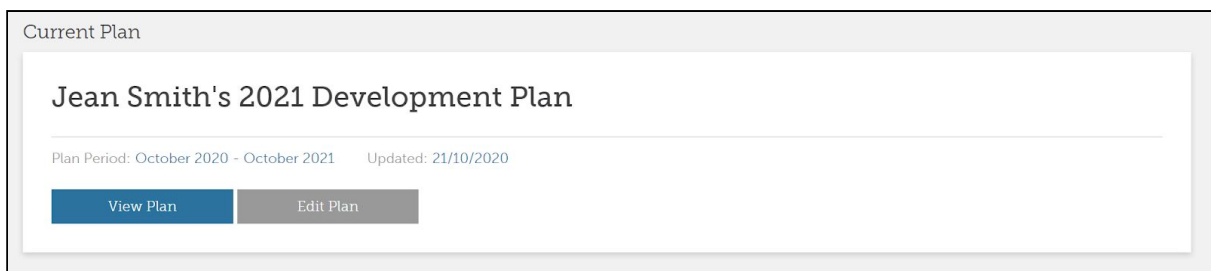 Current Plan
Jean Smith's 2021 Development Plan
Plan Period: October 2020 - October 2021 Updated: 21/10/2020
View Plan Edit Plan